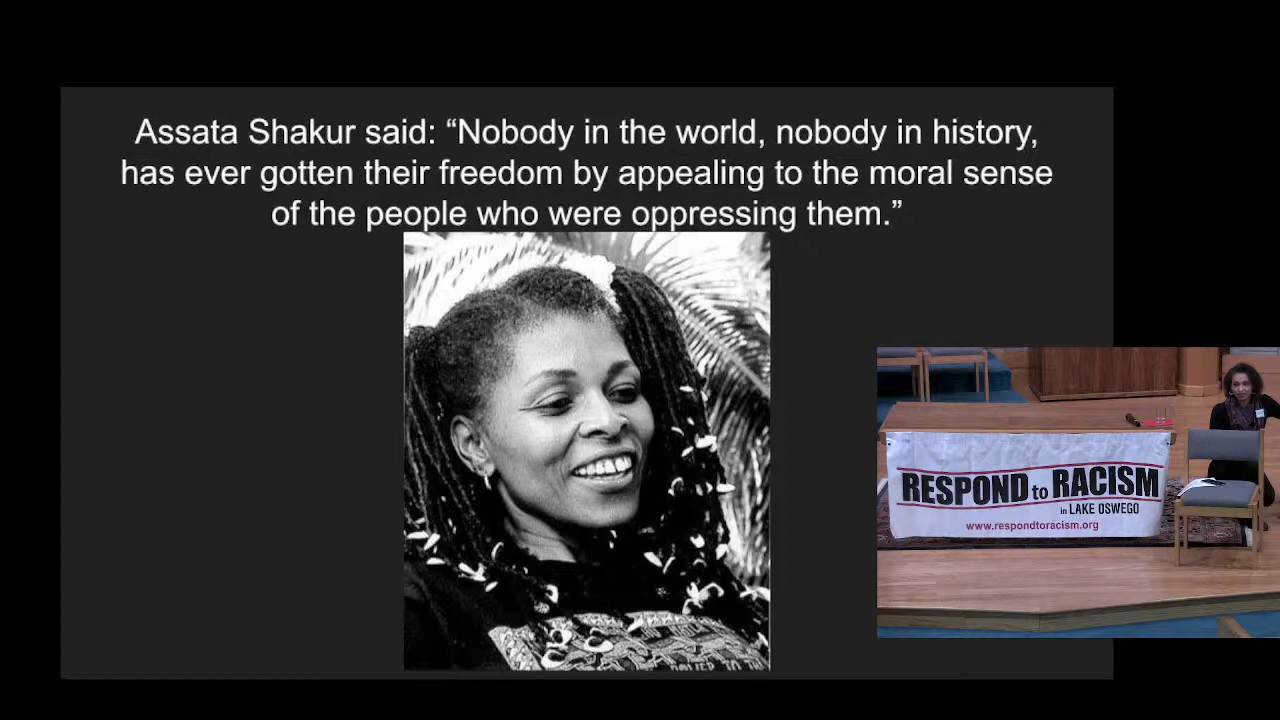 Assata Shakur said: “Nobody in the world, nobody in history,
has ever gotten their freedom by appealing to the moral sense
of the people who were oppressing them.”
RESPOND to RACISM
in LAKE OSWEGO
www.respondtoracism.org